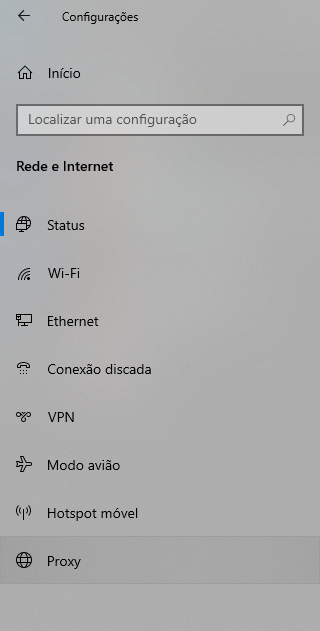 Configurações
Início
Localizar uma configuração
Rede e Internet
Status
Wi-Fi
Ethernet
Conexão discada
VPN
Modo avião
Hotspot móvel
Proxy